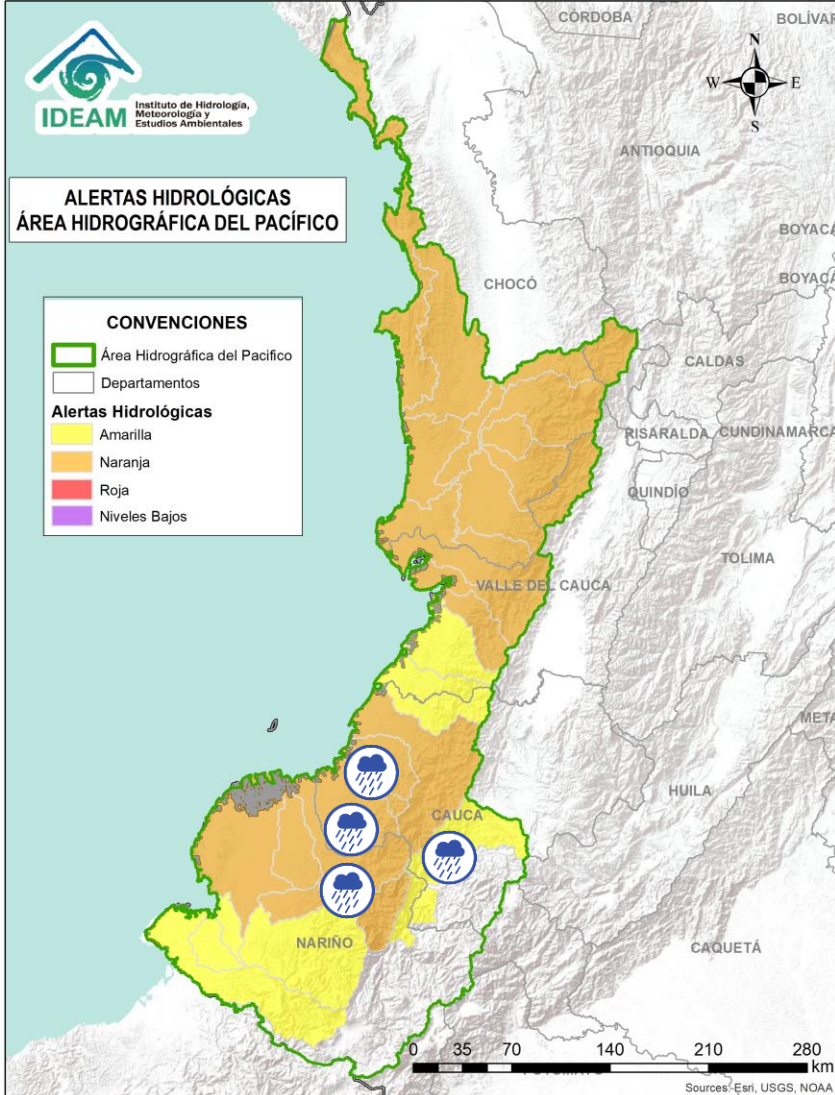 IDEAM
Instituto de Hidrología,
Meteorología y
Estudios Ambientales
ALERTAS HIDROLÓGICAS
ÁREA HIDROGRÁFICA DEL PACÍFICO
CONVENCIONES
Área Hidrográfica del Pacifico
Departamentos
Alertas Hidrológicas
Amarilla
Naranja
Roja
Niveles Bajos
CÓRDOBA
BOLÍVAR
N
W
E
S
ANTIOQUIA
BOYACÁ
CHOCÓ
BOYACÁ
CALDAS
RISARALDA
CUNDINAMARCA
QUINDÍO
TOLIMA
VALLE DEL CAUCA
META
HUILA
CAUCA
NARIÑO
CAQUETÁ
0 35 70 140 210 280
km
Sources: Esri, USGS, NOAA